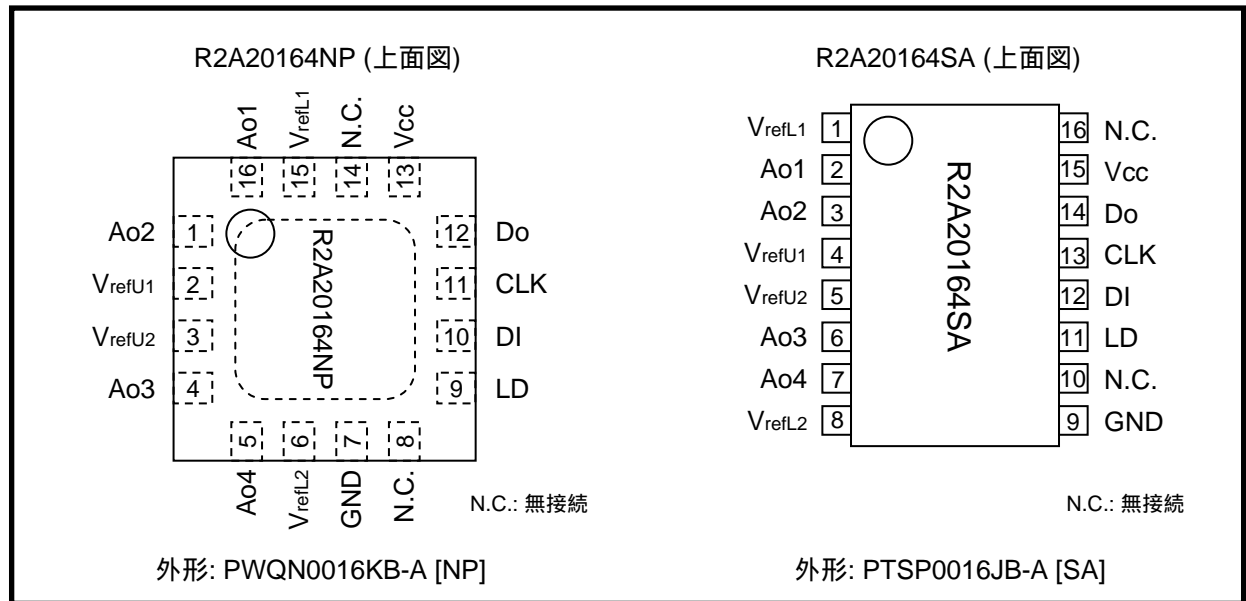 R2A20164NP (上面図)
Ao1 VrefL1 N.C. Vcc
16 15 14 13
Ao2 1
VrefU1 2
VrefU2 3
Ao3 4
R2A20164NP
12 Do
11 CLK
10 DI
9 LD
5 6 7 8
Ao4 VrefL2 GND N.C.
N.C.: 無接続
外形: PWQN0016KB-A [NP]
R2A20164SA (上面図)
VrefL1 1
Ao1 2
Ao2 3
VrefU1 4
VrefU2 5
Ao3 6
Ao4 7
VrefL2 8
R2A20164SA
16 N.C.
15 Vcc
14 Do
13 CLK
12 DI
11 LD
10 N.C.
9 GND
N.C.: 無接続
外形: PTSP0016JB-A [SA]